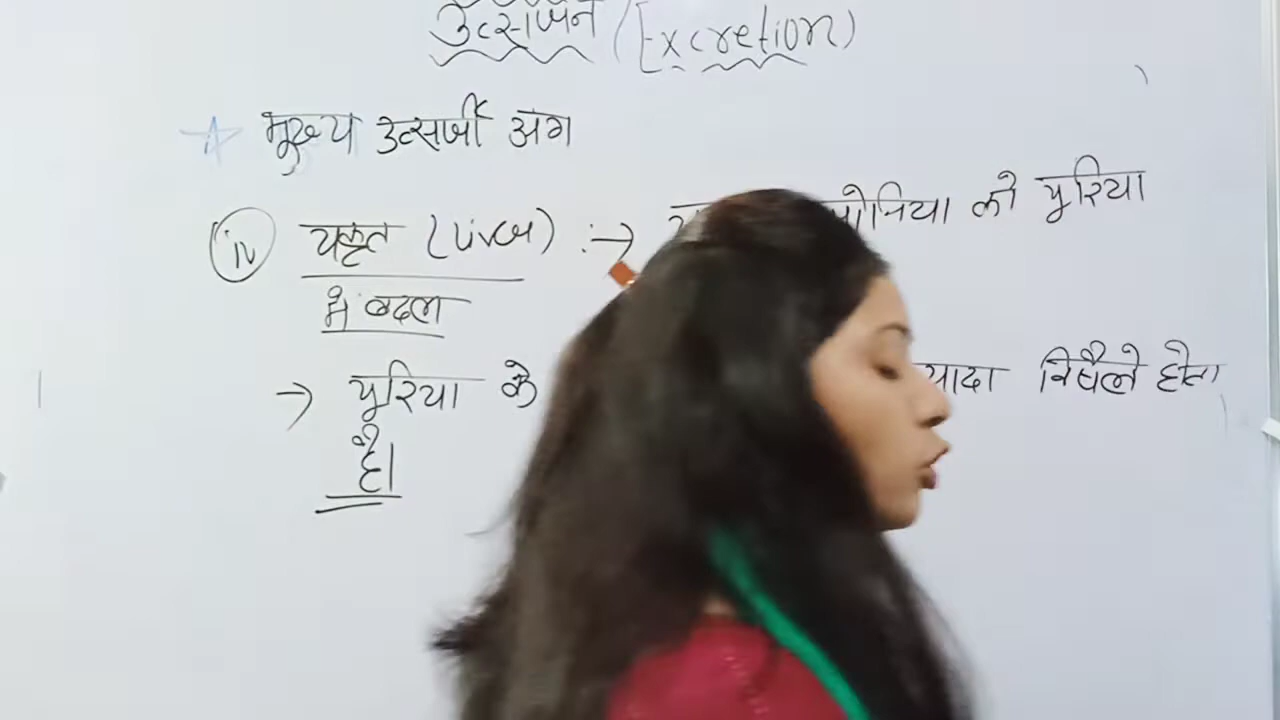 उत्सर्जन (Excretion)
☆ मुख्य उत्सर्जी अंग
(iv) यकृत (Liver) :→ मोनिया को यूरिया
में बदल
→ यूरिया के यादा विषैले होता
है।